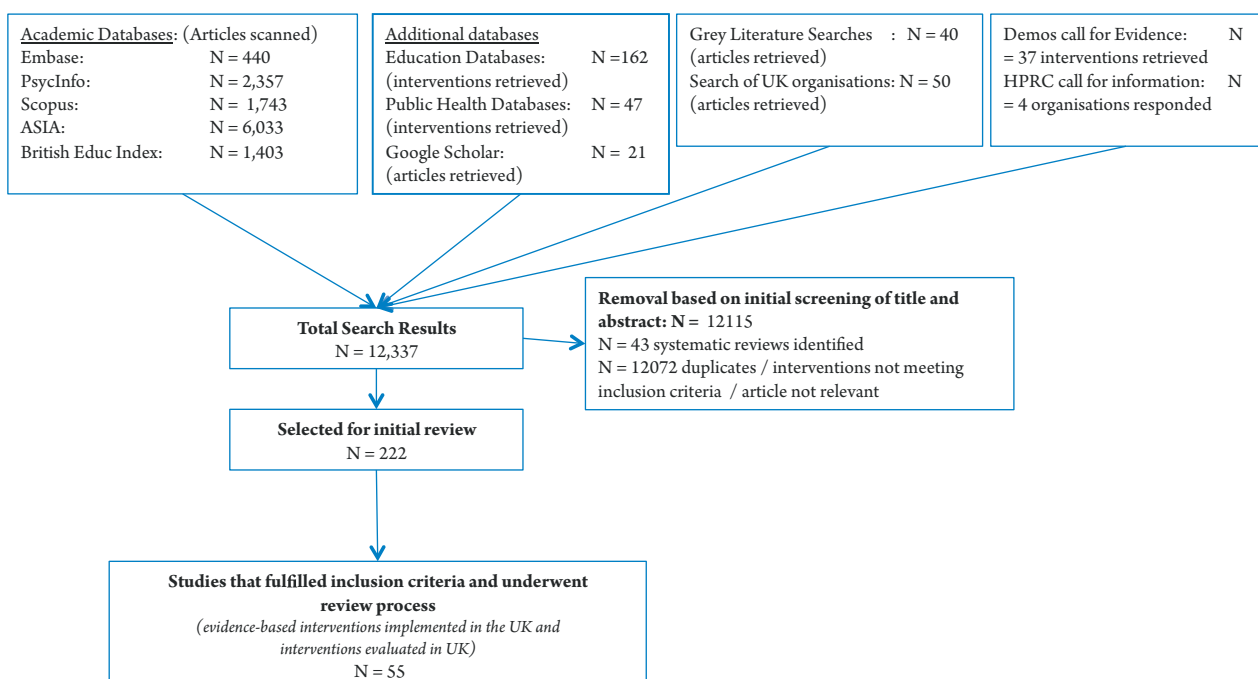 Academic Databases: (Articles scanned)
Embase: N = 440
PsycInfo: N = 2,357
Scopus: N = 1,743
ASIA: N = 6,033
British Educ Index: N = 1,403
Additional databases
Education Databases: N =162
(interventions retrieved)
Public Health Databases: N = 47
(interventions retrieved)
Google Scholar: N = 21
(articles retrieved)
Grey Literature Searches : N = 40
(articles retrieved)
Search of UK organisations: N = 50
(articles retrieved)
Demos call for Evidence: N
= 37 interventions retrieved
HPRC call for information: N
= 4 organisations responded
Total Search Results
N = 12,337
Removal based on initial screening of title and
abstract: N = 12115
N = 43 systematic reviews identified
N = 12072 duplicates / interventions not meeting
inclusion criteria / article not relevant
Selected for initial review
N = 222
Studies that fulfilled inclusion criteria and underwent
review process
(evidence-based interventions implemented in the UK and
interventions evaluated in UK)
N = 55